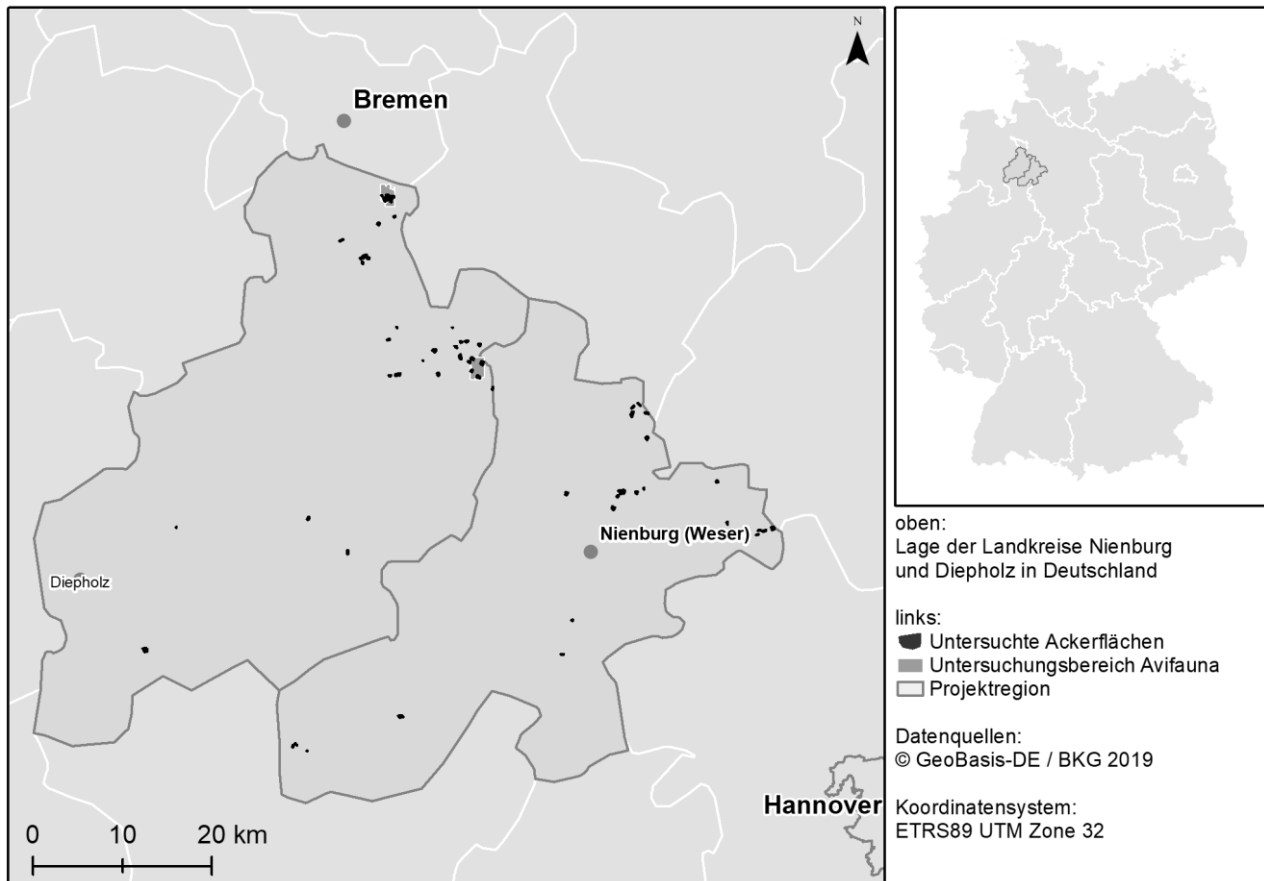 N
Bremen
Nienburg (Weser)
Diepholz
Hannover
0 10 20 km
oben:
Lage der Landkreise Nienburg
und Diepholz in Deutschland
links:
Untersuchte Ackerflächen
Untersuchungsbereich Avifauna
Projektregion
Datenquellen:
© GeoBasis-DE / BKG 2019
Koordinatensystem:
ETRS89 UTM Zone 32